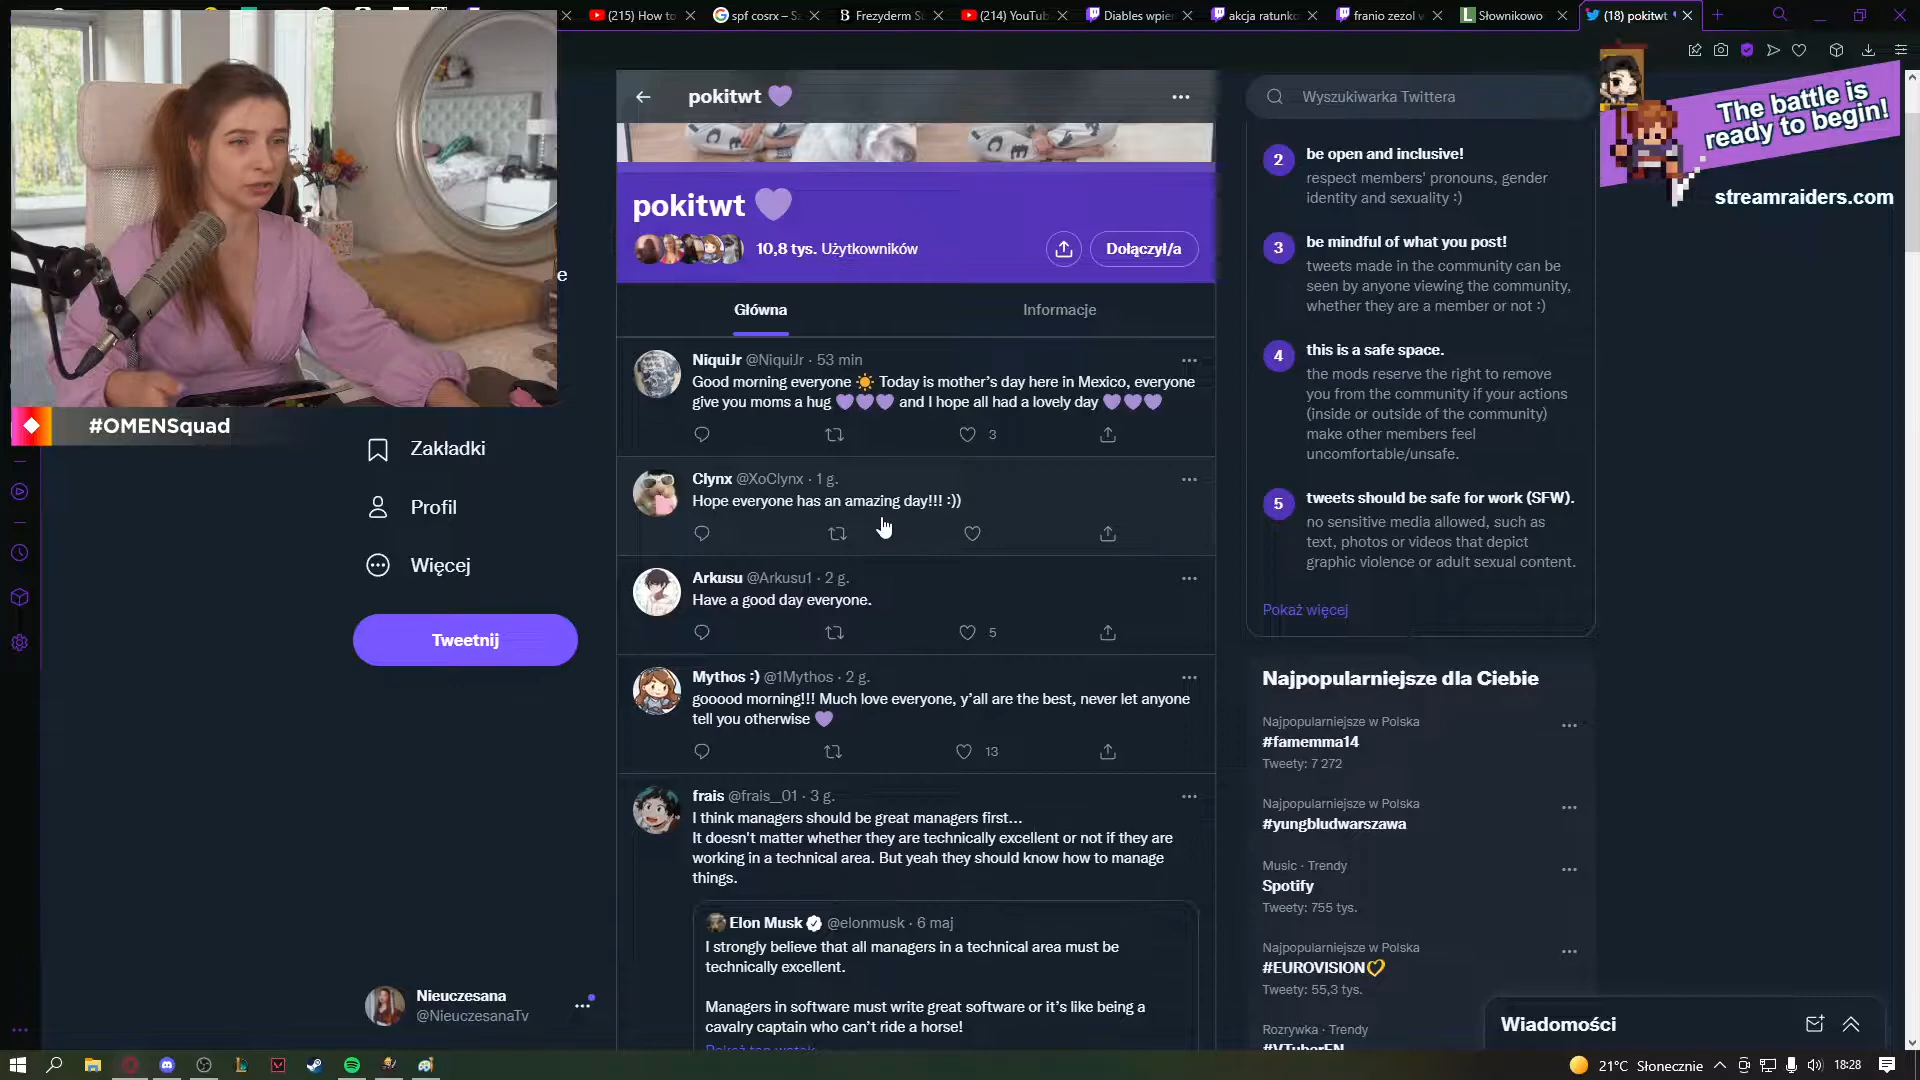 (215) How to
spf cosrx – Sz
Frezyderm Su
(214) YouTub
Diables wpier
akcja ratunko
franio zezol w
Słownikowo
(18) pokitwt
pokitwt 💜
Wyszukiwarka Twittera
The battle is
ready to begin!
streamraiders.com
pokitwt 💜
10,8 tys. Użytkowników
Dołączył/a
Główna
Informacje
NiquiJr @NiquiJr · 53 min
Good morning everyone ☀️ Today is mother's day here in Mexico, everyone
give you moms a hug 💜💜💜 and I hope all had a lovely day 💜💜💜
3
Clynx @XoClynx · 1 g.
Hope everyone has an amazing day!!! :))
Arkusu @Arkusu1 · 2 g.
Have a good day everyone.
5
Mythos :) @1Mythos · 2 g.
gooood morning!!! Much love everyone, y'all are the best, never let anyone
tell you otherwise 💜
13
frais @frais__01 · 3 g.
I think managers should be great managers first...
It doesn't matter whether they are technically excellent or not if they are
working in a technical area. But yeah they should know how to manage
things.
Elon Musk @elonmusk · 6 maj
I strongly believe that all managers in a technical area must be
technically excellent.
Managers in software must write great software or it's like being a
cavalry captain who can't ride a horse!
Pokaż ten wątek
e
#OMENSquad
Zakładki
Profil
Więcej
Tweetnij
Nieuczesana
@NieuczesanaTv
2
be open and inclusive!
respect members' pronouns, gender
identity and sexuality :)
3
be mindful of what you post!
tweets made in the community can be
seen by anyone viewing the community,
whether they are a member or not :)
4
this is a safe space.
the mods reserve the right to remove
you from the community if your actions
(inside or outside of the community)
make other members feel
uncomfortable/unsafe.
5
tweets should be safe for work (SFW).
no sensitive media allowed, such as
text, photos or videos that depict
graphic violence or adult sexual content.
Pokaż więcej
Najpopularniejsze dla Ciebie
Najpopularniejsze w Polska
#famemma14
Tweety: 7 272
Najpopularniejsze w Polska
#yungbludwarszawa
Music · Trendy
Spotify
Tweety: 755 tys.
Najpopularniejsze w Polska
#EUROVISION💛
Tweety: 55,3 tys.
Rozrywka · Trendy
#VTuberEN
Wiadomości
21°C Słonecznie
18:28